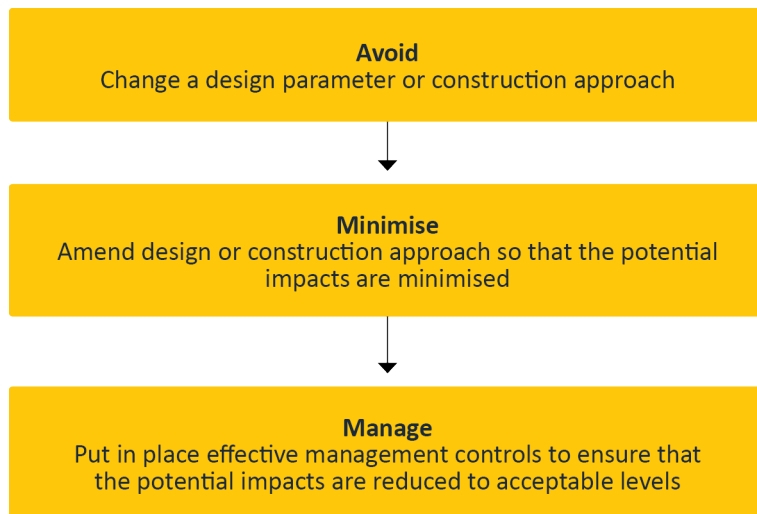 Avoid
Change a design parameter or construction approach
Minimise
Amend design or construction approach so that the potential
impacts are minimised
Manage
Put in place effective management controls to ensure that
the potential impacts are reduced to acceptable levels